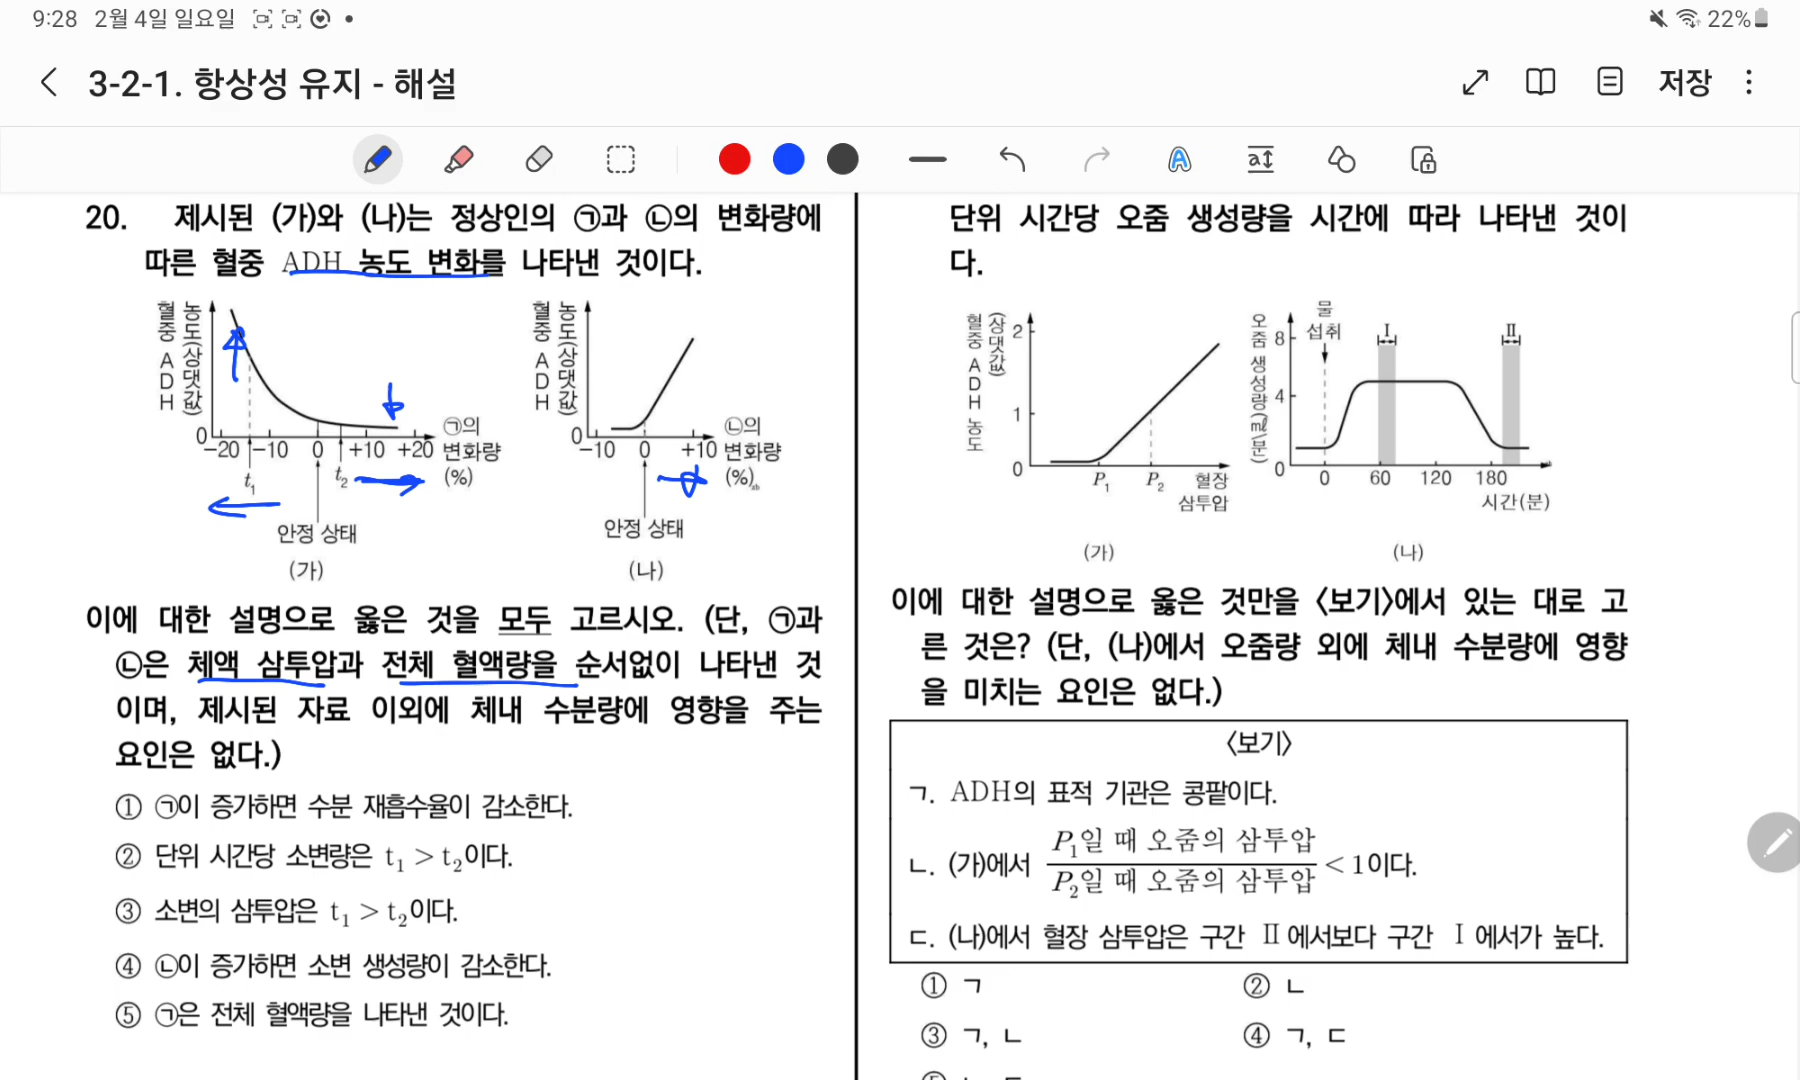 9:28 2월 4일 일요일
22%
3-2-1. 항상성 유지 - 해설
저장
20. 제시된 (가)와 (나)는 정상인의 ㉠과 ㉡의 변화량에
따른 혈중 ADH 농도 변화를 나타낸 것이다.
혈중 ADH 농도(상댓값)
0
-20 -10 0 +10 +20
㉠의 변화량 (%)
t₁
t₂
안정 상태
(가)
혈중 ADH 농도(상댓값)
0
-10 0 +10
㉡의 변화량 (%)
안정 상태
(나)
이에 대한 설명으로 옳은 것을 모두 고르시오. (단, ㉠과
㉡은 체액 삼투압과 전체 혈액량을 순서없이 나타낸 것
이며, 제시된 자료 이외에 체내 수분량에 영향을 주는
요인은 없다.)
① ㉠이 증가하면 수분 재흡수율이 감소한다.
② 단위 시간당 소변량은 t₁ > t₂이다.
③ 소변의 삼투압은 t₁ > t₂이다.
④ ㉡이 증가하면 소변 생성량이 감소한다.
⑤ ㉠은 전체 혈액량을 나타낸 것이다.
단위 시간당 오줌 생성량을 시간에 따라 나타낸 것이
다.
혈중 ADH 농도 (상댓값)
2
1
0
P₁ P₂ 혈장 삼투압
(가)
오줌 생성량(㎖/분)
물 섭취
Ⅰ Ⅱ
8
4
0
0 60 120 180
시간(분)
(나)
이에 대한 설명으로 옳은 것만을 〈보기〉에서 있는 대로 고
른 것은? (단, (나)에서 오줌량 외에 체내 수분량에 영향
을 미치는 요인은 없다.)
〈보기〉
ㄱ. ADH의 표적 기관은 콩팥이다.
ㄴ. (가)에서 P₁일 때 오줌의 삼투압 / P₂일 때 오줌의 삼투압 < 1이다.
ㄷ. (나)에서 혈장 삼투압은 구간 Ⅱ에서보다 구간 Ⅰ에서가 높다.
① ㄱ ② ㄴ
③ ㄱ, ㄴ ④ ㄱ, ㄷ